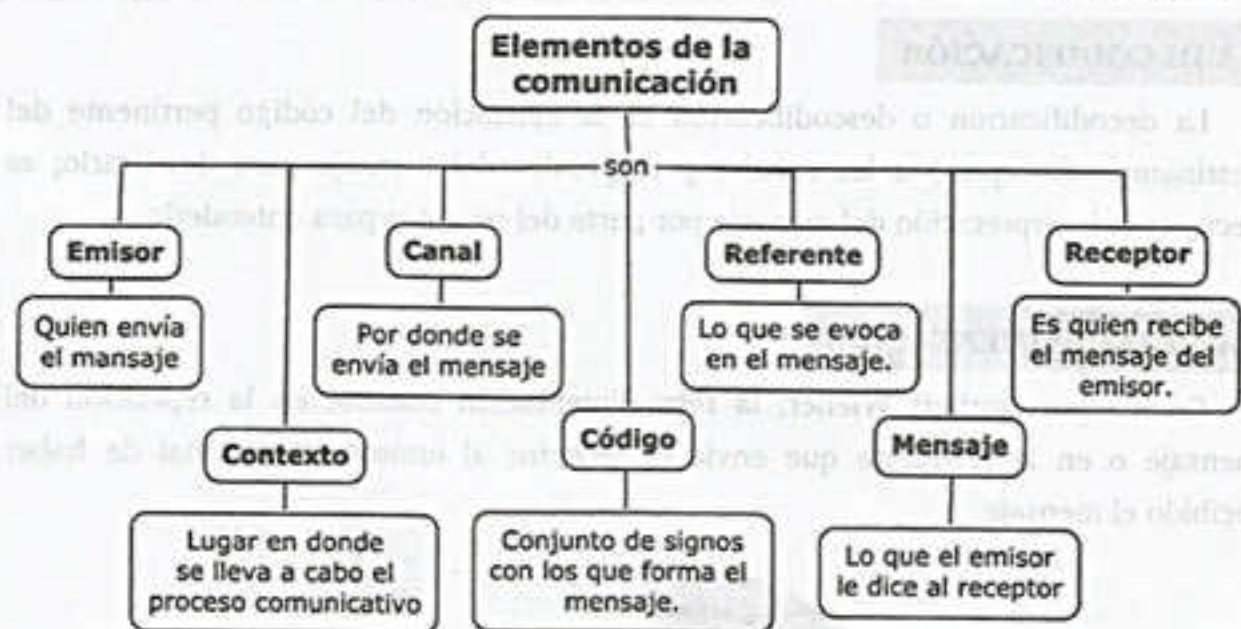 Elementos de la
comunicación
son
Emisor
Quien envía
el mansaje
Contexto
Lugar en donde
se lleva a cabo el
proceso comunicativo
Canal
Por donde se
envía el mensaje
Código
Conjunto de signos
con los que forma el
mensaje.
Referente
Lo que se evoca
en el mensaje.
Mensaje
Lo que el emisor
le dice al receptor
Receptor
Es quien recibe
el mensaje del
emisor.